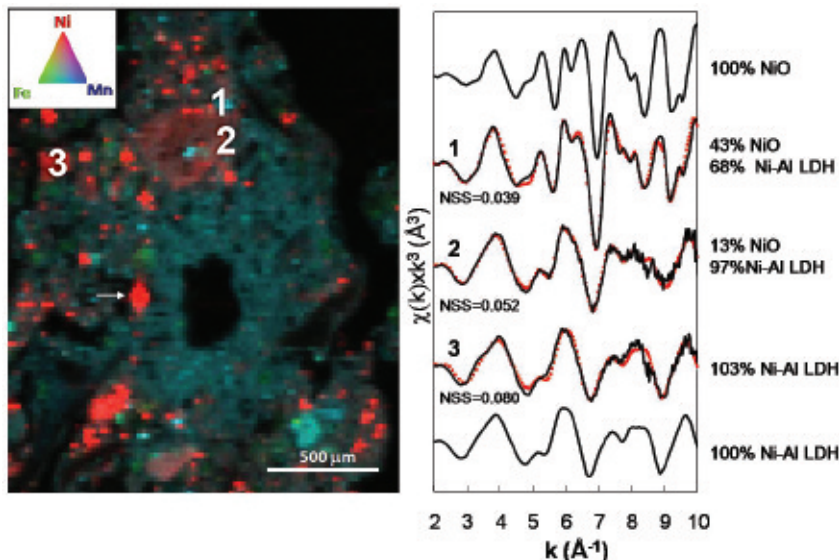 Ni
Fe
Mn
1
2
3
500 μm
χ(k)xk³ (Å³)
100% NiO
1
43% NiO
68% Ni-Al LDH
NSS=0.039
2
13% NiO
97%Ni-Al LDH
NSS=0.052
3
103% Ni-Al LDH
NSS=0.080
100% Ni-Al LDH
2 3 4 5 6 7 8 9 10
k (Å⁻¹)